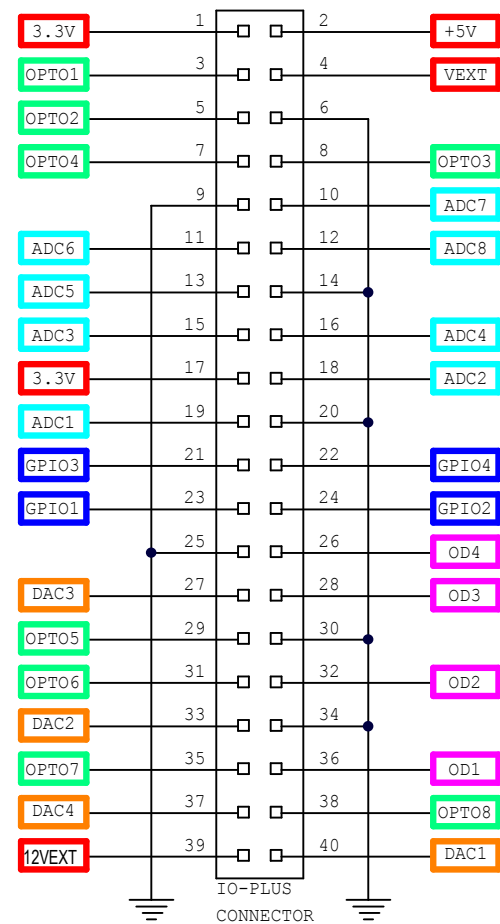 3.3V 1 2 +5V
OPTO1 3 4 VEXT
OPTO2 5 6
OPTO4 7 8 OPTO3
9 10 ADC7
ADC6 11 12 ADC8
ADC5 13 14
ADC3 15 16 ADC4
3.3V 17 18 ADC2
ADC1 19 20
GPIO3 21 22 GPIO4
GPIO1 23 24 GPIO2
25 26 OD4
DAC3 27 28 OD3
OPTO5 29 30
OPTO6 31 32 OD2
DAC2 33 34
OPTO7 35 36 OD1
DAC4 37 38 OPTO8
12VEXT 39 40 DAC1
IO-PLUS
CONNECTOR